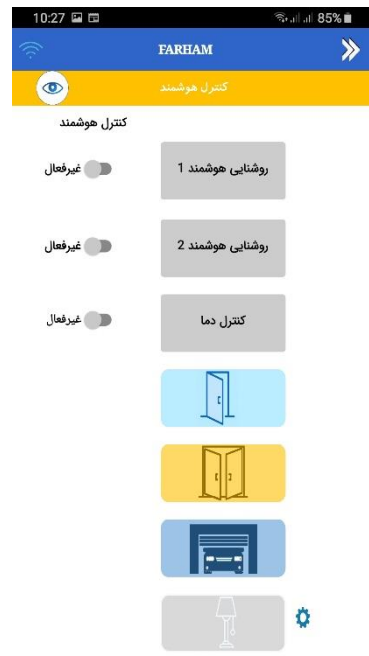 10:27 85%
FARHAM
کنترل هوشمند
کنترل هوشمند
روشنایی هوشمند 1 غیرفعال
روشنایی هوشمند 2 غیرفعال
کنترل دما غیرفعال